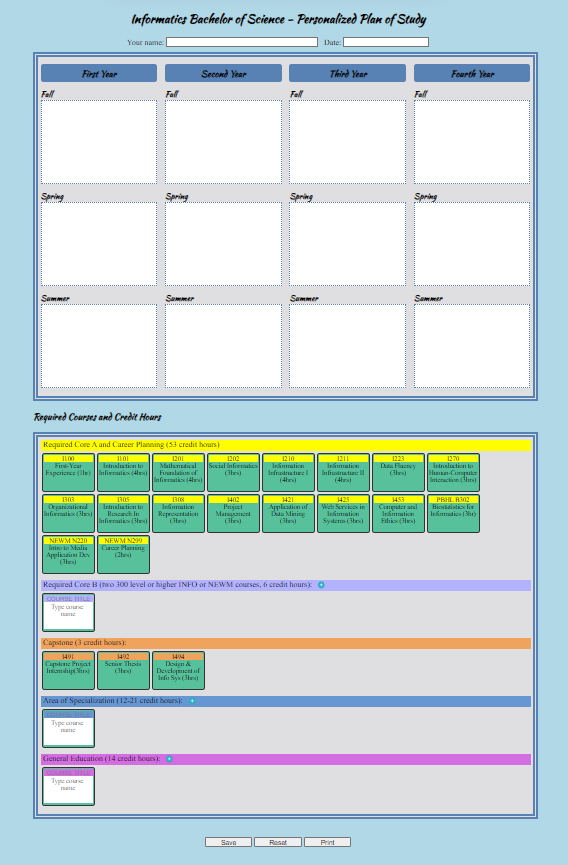 Informatics Bachelor of Science - Personalized Plan of Study
Your name: Date:
First Year Second Year Third Year Fourth Year
Fall Fall Fall Fall
Spring Spring Spring Spring
Summer Summer Summer Summer
Required Courses and Credit Hours
Required Core A and Career Planning (53 credit hours)
I100 I101 I201 I202 I210 I211 I223 I270
First-Year Introduction to Mathematical Social Informatics Information Information Data Fluency Introduction to
Experience (1hr) Informatics (4hrs) Foundation of (3hrs) Infrastructure I Infrastructure II (3hrs) Human-Computer
Informatics (4hrs) (4hrs) (4hrs) Interaction (3hrs)
I303 I305 I308 I402 I421 I425 I453 PBHL B302
Organizational Introduction to Information Project Application of Web Services in Computer and Biostatistics for
Informatics (3hrs) Research In Representation Management Data Mining Information Information Informatics (3hr)
Informatics (3hrs) (3hrs) (3hrs) (3hrs) Systems (3hrs) Ethics (3hrs)
NEWM N220 NEWM N299
Intro to Media Career Planning
Application Dev (2hrs)
(3hrs)
Required Core B (two 300 level or higher INFO or NEWM courses, 6 credit hours): +
COURSE TITLE
Type course
name
Capstone (3 credit hours):
I491 I492 I494
Capstone Project Senior Thesis Design &
Internship(3hrs) (3hrs) Development of
Info Sys (3hrs)
Area of Specialization (12-21 credit hours): +
COURSE TITLE
Type course
name
General Education (14 credit hours): +
COURSE TITLE
Type course
name
Save Reset Print